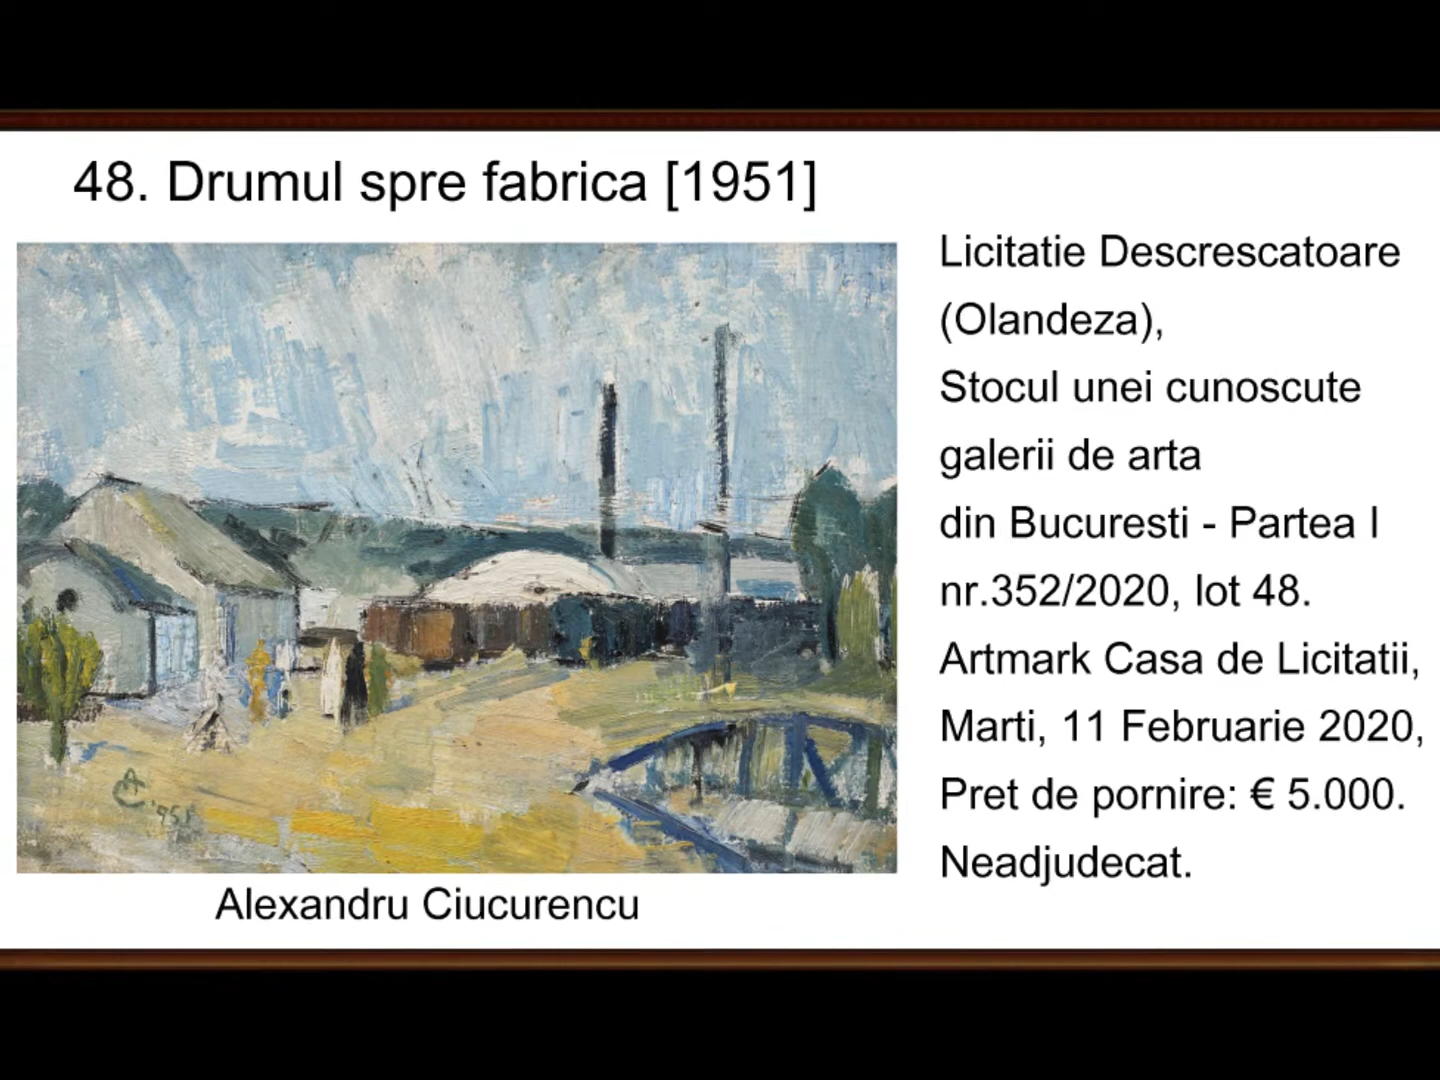 48. Drumul spre fabrica [1951]
Licitatie Descrescatoare
(Olandeza),
Stocul unei cunoscute
galerii de arta
din Bucuresti - Partea I
nr.352/2020, lot 48.
Artmark Casa de Licitatii,
Marti, 11 Februarie 2020,
Pret de pornire: € 5.000.
Neadjudecat.
AC '951
Alexandru Ciucurencu